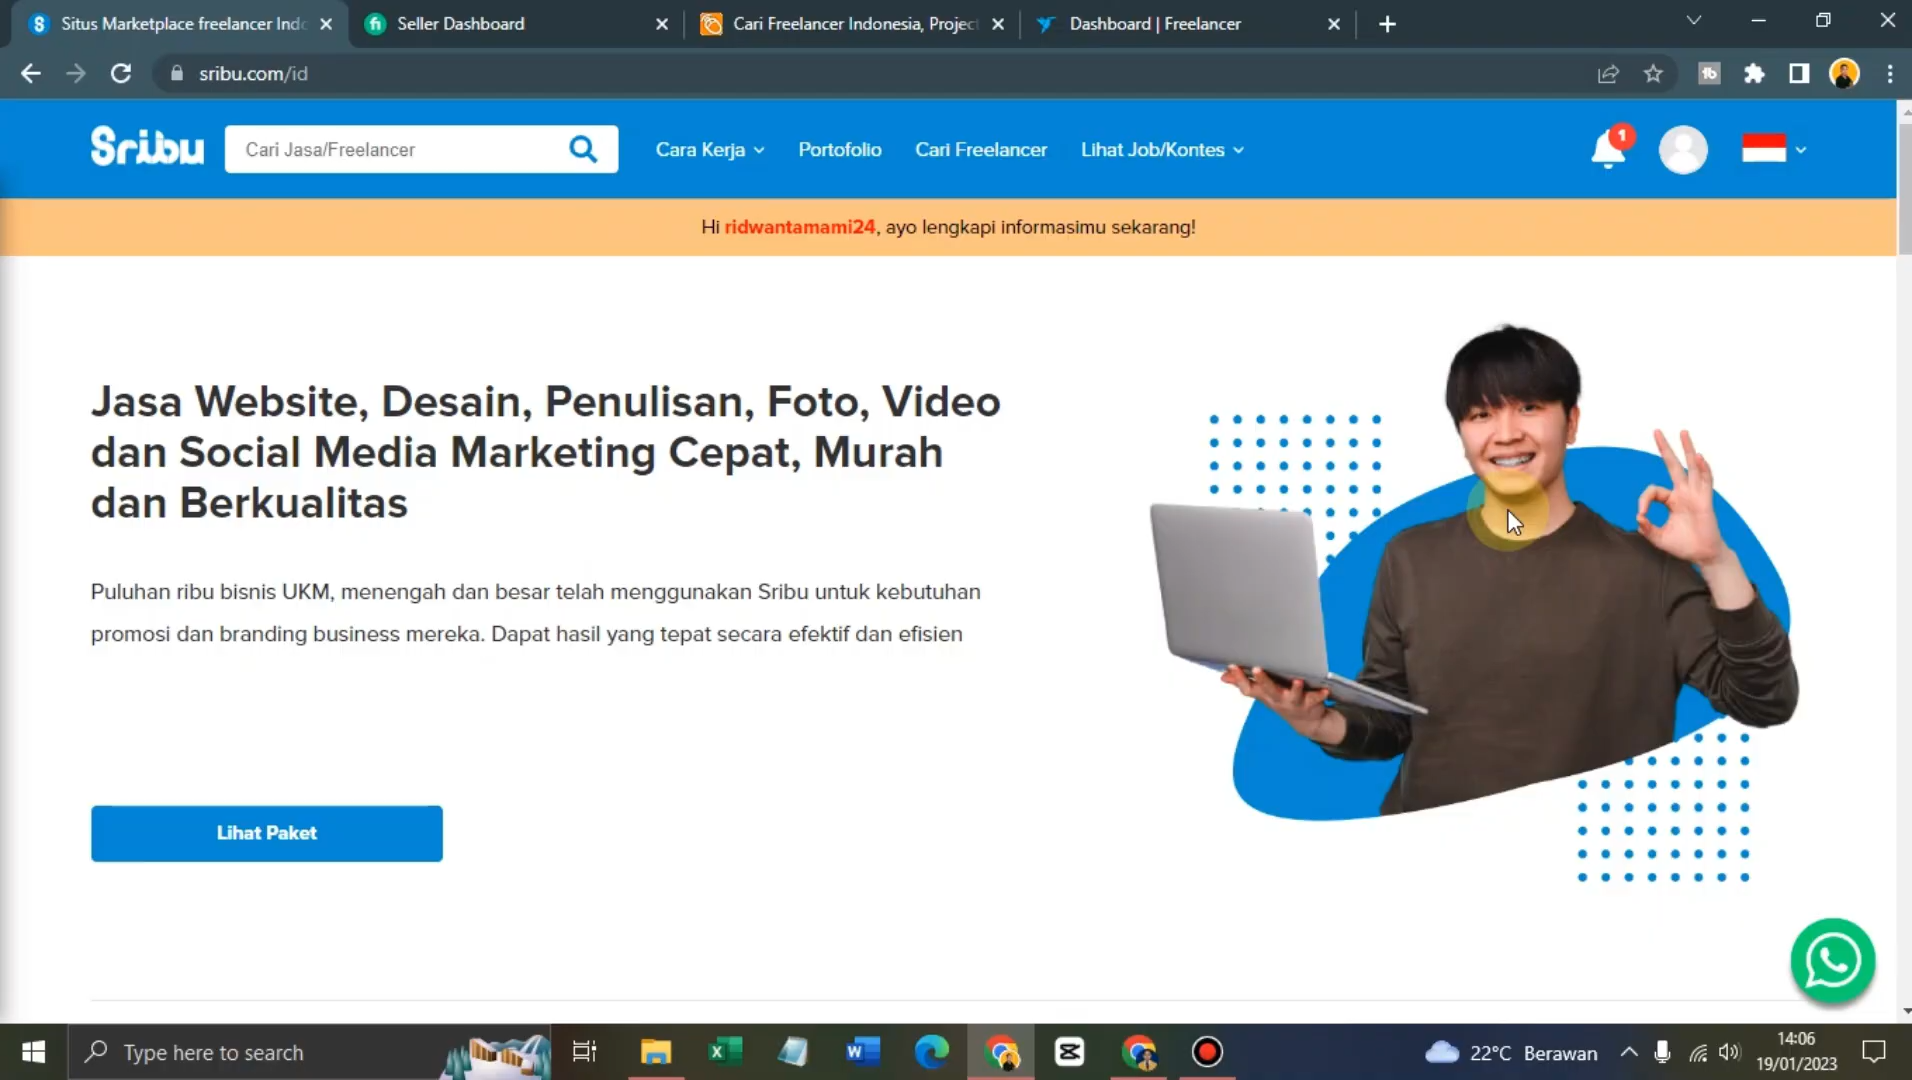 Situs Marketplace freelancer Indo
Seller Dashboard
Cari Freelancer Indonesia, Project
Dashboard | Freelancer
sribu.com/id
Sribu
Cari Jasa/Freelancer
Cara Kerja
Portofolio
Cari Freelancer
Lihat Job/Kontes
1
Hi ridwantamami24, ayo lengkapi informasimu sekarang!
Jasa Website, Desain, Penulisan, Foto, Video
dan Social Media Marketing Cepat, Murah
dan Berkualitas
Puluhan ribu bisnis UKM, menengah dan besar telah menggunakan Sribu untuk kebutuhan
promosi dan branding business mereka. Dapat hasil yang tepat secara efektif dan efisien
Lihat Paket
Type here to search
22°C Berawan
14:06
19/01/2023